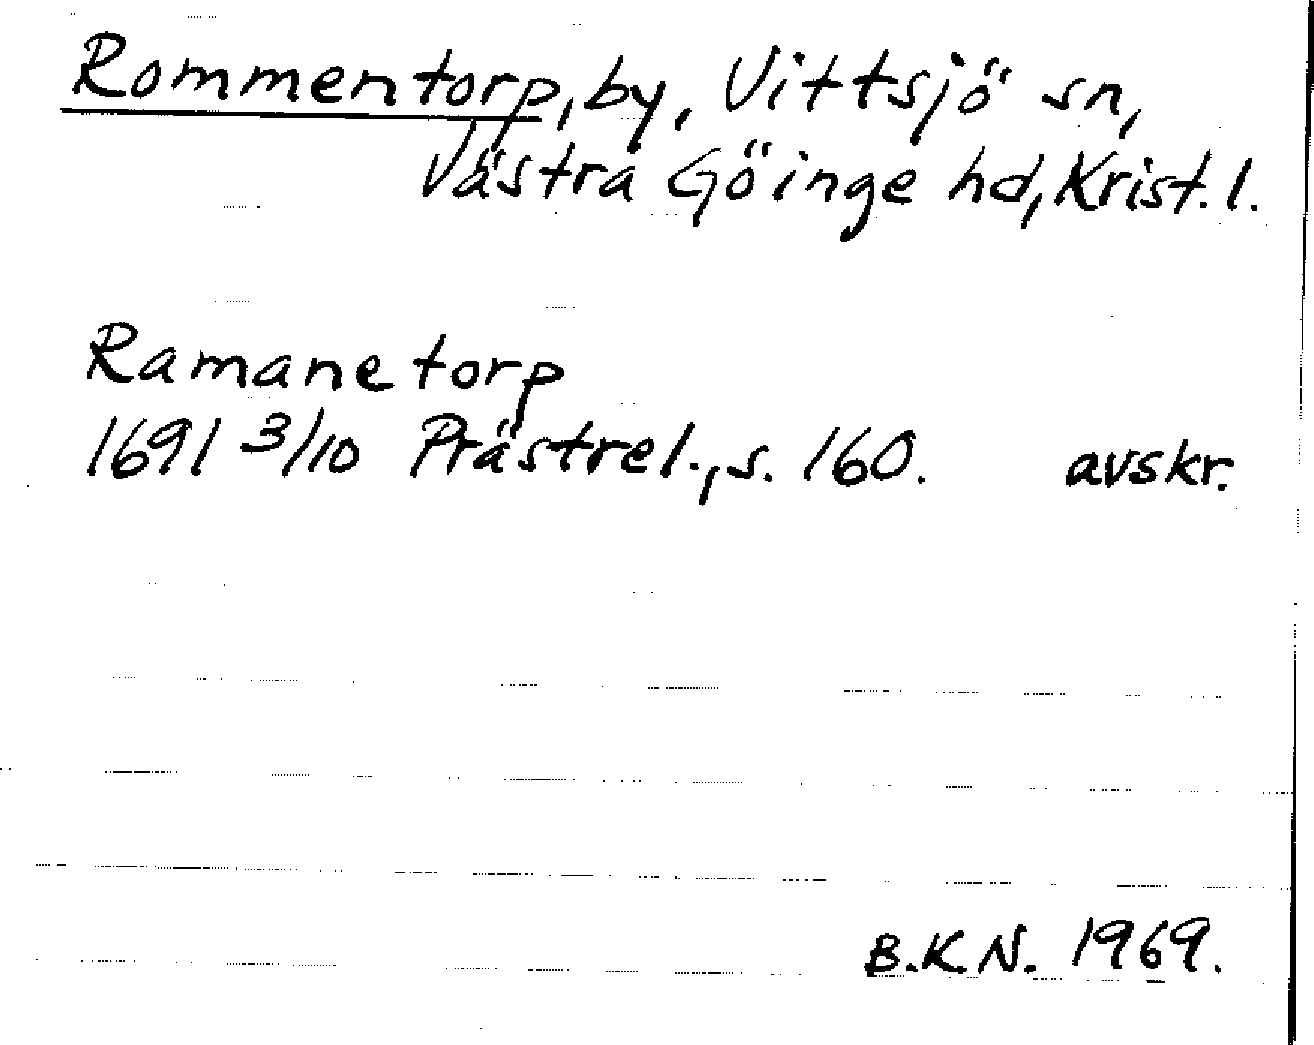 Rommentorp, by, Vittsjö sn,
Västra Göinge hd, Krist. l.
Ramanetorp
1691 3/10 Prästrel., s. 160. avskr.
B.K.N. 1969.